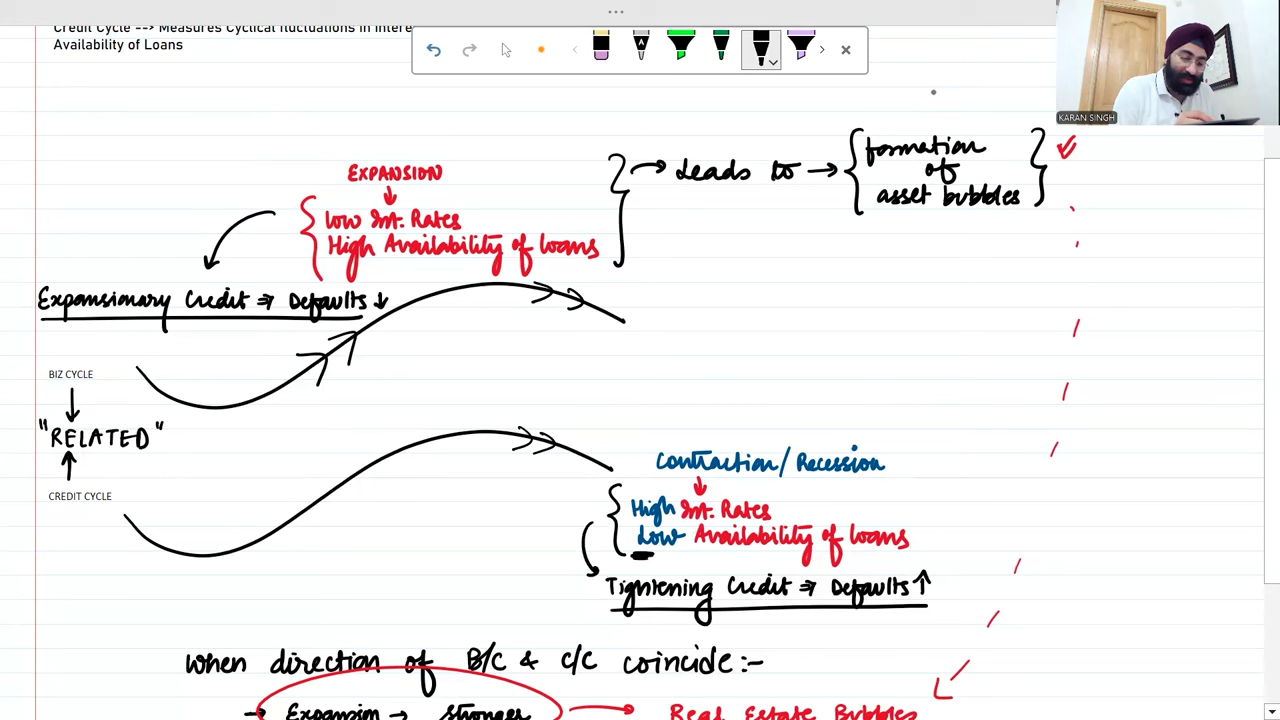 Credit Cycle --> Measures Cyclical fluctuations in Intere
Availability of Loans
KARAN SINGH
EXPANSION
Low Int. Rates
High Availability of loans
Leads to → formation
of
asset bubbles
Expansionary Credit ⇒ Defaults ↓
BIZ CYCLE
"RELATED"
CREDIT CYCLE
Contraction/Recession
High Int. Rates
Low Availability of loans
Tightening Credit ⇒ Defaults ↑
when direction of B/C & C/C coincide:-
→ Expansion → stronger → Real Estate Bubbles